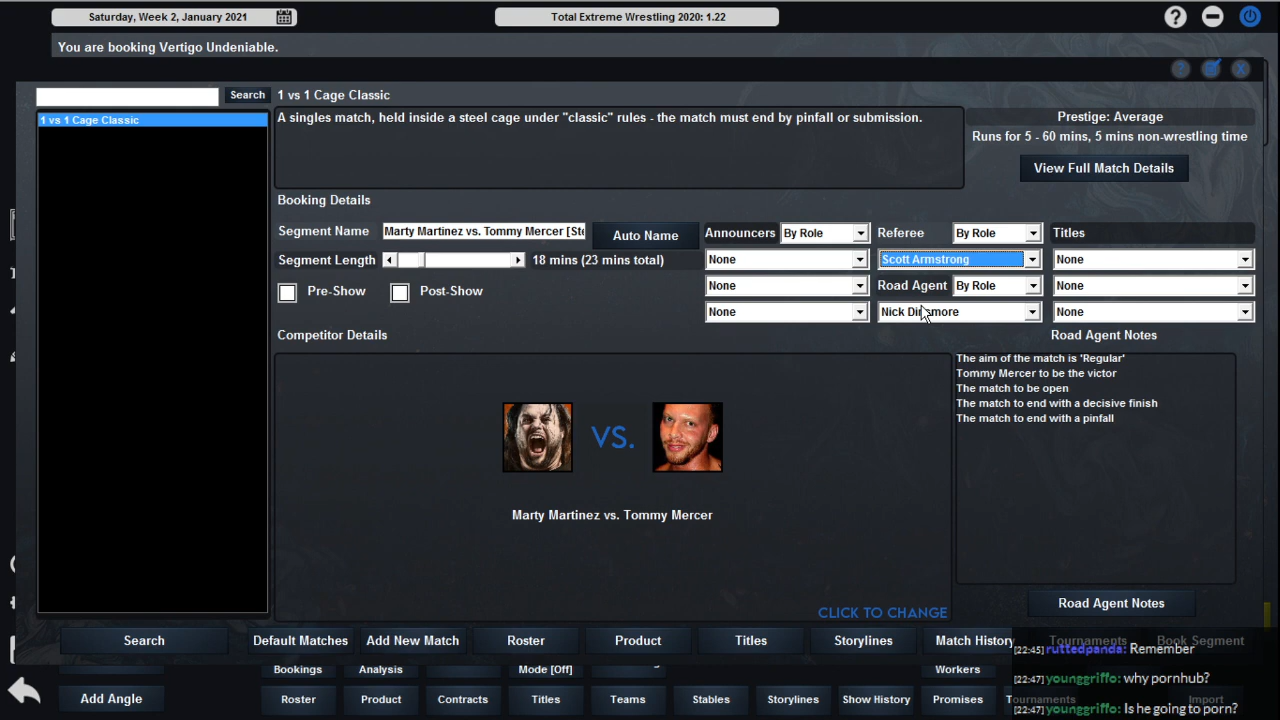 Saturday, Week 2, January 2021
Total Extreme Wrestling 2020: 1.22
You are booking Vertigo Undeniable.
Search
1 vs 1 Cage Classic
1 vs 1 Cage Classic
A singles match, held inside a steel cage under "classic" rules - the match must end by pinfall or submission.
Prestige: Average
Runs for 5 - 60 mins, 5 mins non-wrestling time
View Full Match Details
Booking Details
Segment Name
Marty Martinez vs. Tommy Mercer [Ste
Auto Name
Announcers
By Role
Referee
By Role
Titles
Segment Length
18 mins (23 mins total)
None
Scott Armstrong
None
Pre-Show
Post-Show
None
Road Agent
By Role
None
None
Nick Dinsmore
None
Competitor Details
Road Agent Notes
The aim of the match is 'Regular'
Tommy Mercer to be the victor
The match to be open
The match to end with a decisive finish
The match to end with a pinfall
VS.
Marty Martinez vs. Tommy Mercer
CLICK TO CHANGE
Road Agent Notes
Search
Default Matches
Add New Match
Roster
Product
Titles
Storylines
Match History
Tournaments
Book Segment
[22:45] ruttedpanda: Remember
Bookings
Analysis
Mode [Off]
Workers
[22:47] younggriffo: why pornhub?
Add Angle
Roster
Product
Contracts
Titles
Teams
Stables
Storylines
Show History
Promises
Tournaments
Import
[22:47] younggriffo: Is he going to porn?